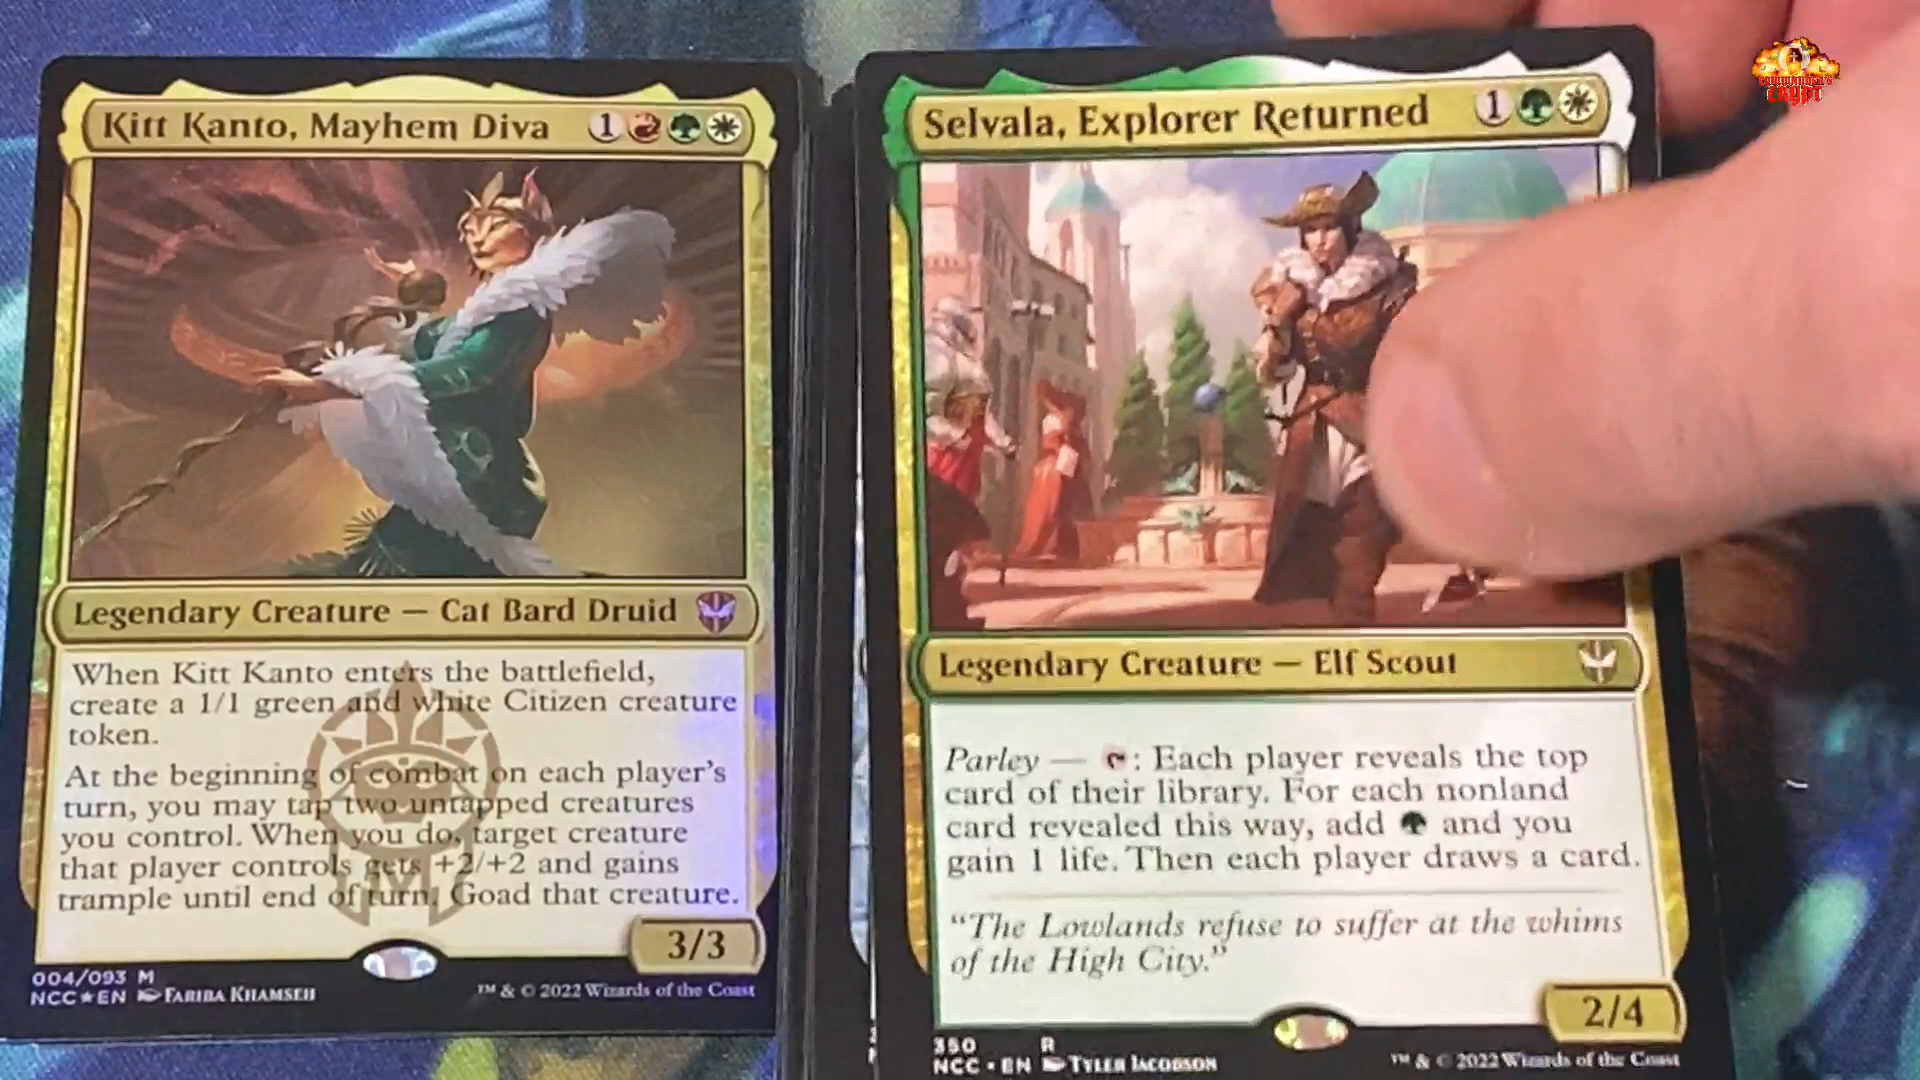 Kitt Kanto, Mayhem Diva 1
Legendary Creature — Cat Bard Druid
When Kitt Kanto enters the battlefield,
create a 1/1 green and white Citizen creature
token.
At the beginning of combat on each player's
turn, you may tap two untapped creatures
you control. When you do, target creature
that player controls gets +2/+2 and gains
trample until end of turn. Goad that creature.
3/3
004/093 M
NCC★EN FARIBA KHAMSEH
™ & © 2022 Wizards of the Coast
Selvala, Explorer Returned 1
Legendary Creature — Elf Scout
Parley — : Each player reveals the top
card of their library. For each nonland
card revealed this way, add and you
gain 1 life. Then each player draws a card.
“The Lowlands refuse to suffer at the whims
of the High City.”
2/4
350 R
NCC • EN TYLER JACOBSON
™ & © 2022 Wizards of the Coast
CRYPT